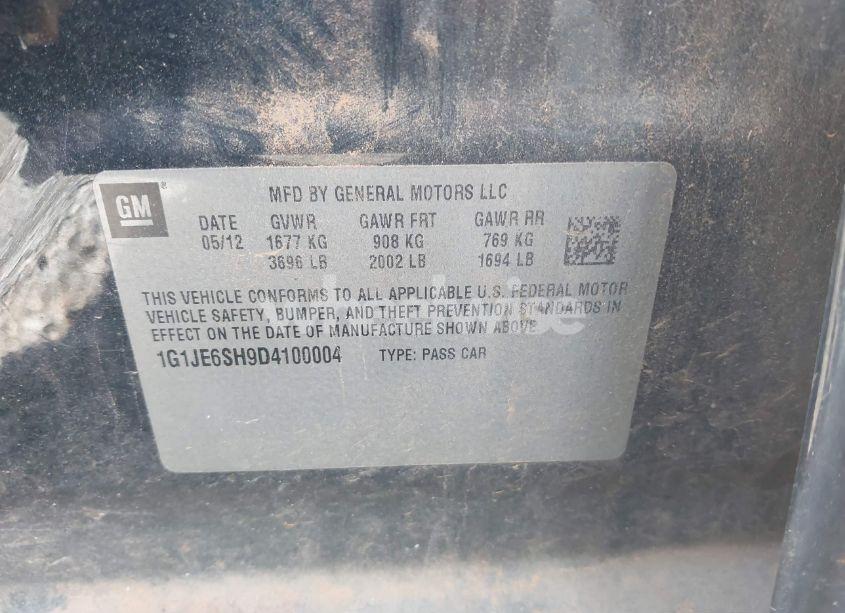 GM ®
MFD BY GENERAL MOTORS LLC
DATE GVWR GAWR FRT GAWR RR
05/12 1677 KG 908 KG 769 KG
3696 LB 2002 LB 1694 LB
THIS VEHICLE CONFORMS TO ALL APPLICABLE U.S. FEDERAL MOTOR
VEHICLE SAFETY, BUMPER, AND THEFT PREVENTION STANDARDS IN
EFFECT ON THE DATE OF MANUFACTURE SHOWN ABOVE.
1G1JE6SH9D4100004 TYPE: PASS CAR